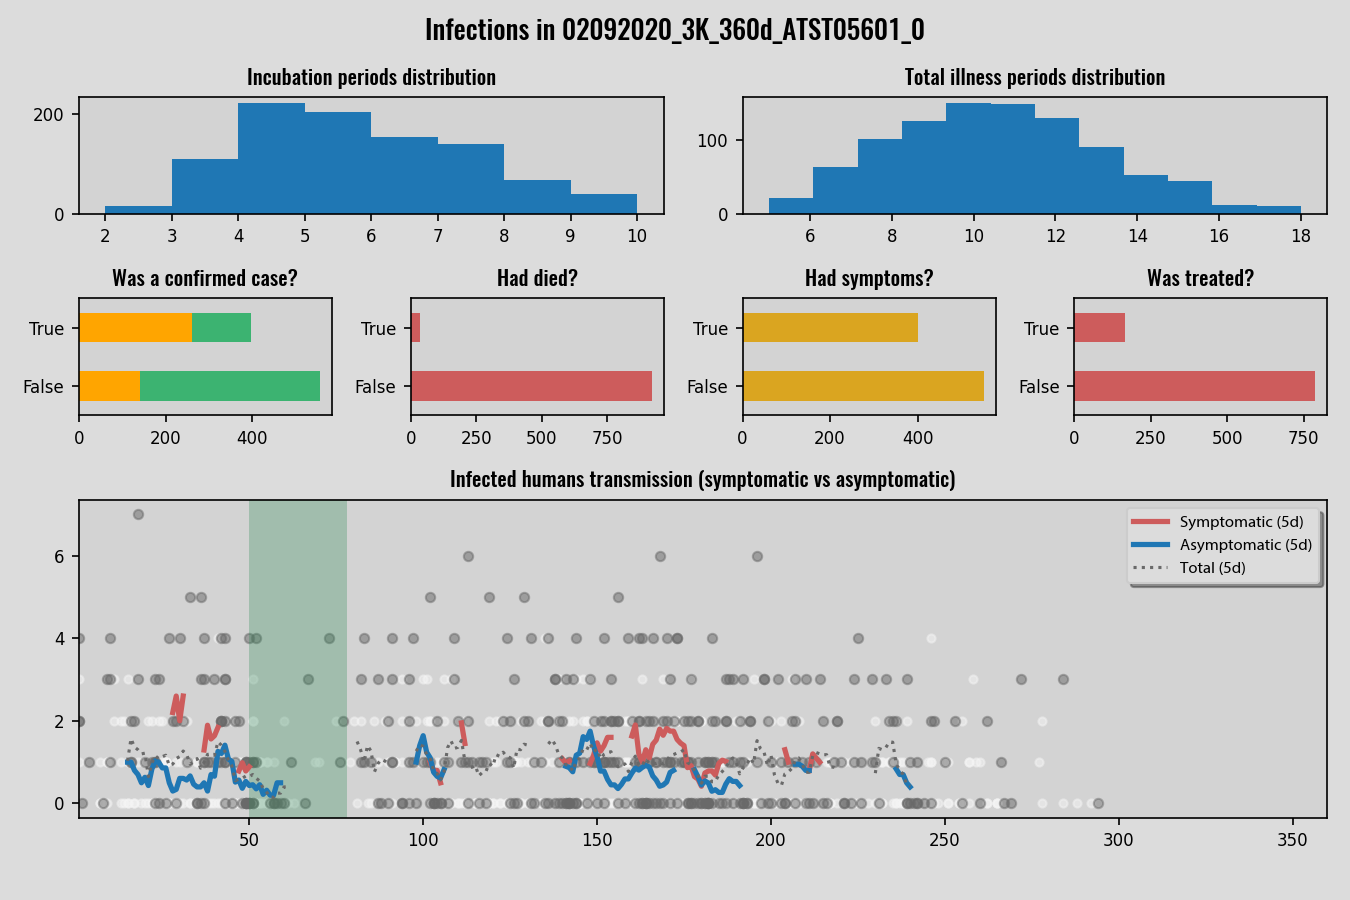 Infections in 02092020_3K_360d_ATST05601_0
Incubation periods distribution
200
0
2 3 4 5 6 7 8 9 10
Total illness periods distribution
100
0
6 8 10 12 14 16 18
Was a confirmed case?
True
False
0 200 400
Had died?
True
False
0 250 500 750
Had symptoms?
True
False
0 200 400
Was treated?
True
False
0 250 500 750
Infected humans transmission (symptomatic vs asymptomatic)
Symptomatic (5d)
Asymptomatic (5d)
Total (5d)
6
4
2
0
50 100 150 200 250 300 350